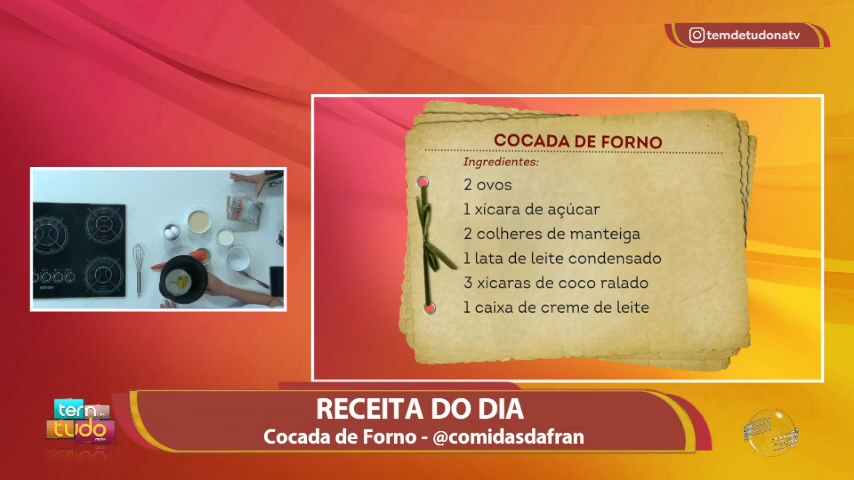 temdetudonatv
COCADA DE FORNO
Ingredientes:
2 ovos
1 xícara de açúcar
2 colheres de manteiga
1 lata de leite condensado
3 xícaras de coco ralado
1 caixa de creme de leite
tem
tudo
RECEITA DO DIA
Cocada de Forno - @comidasdafran